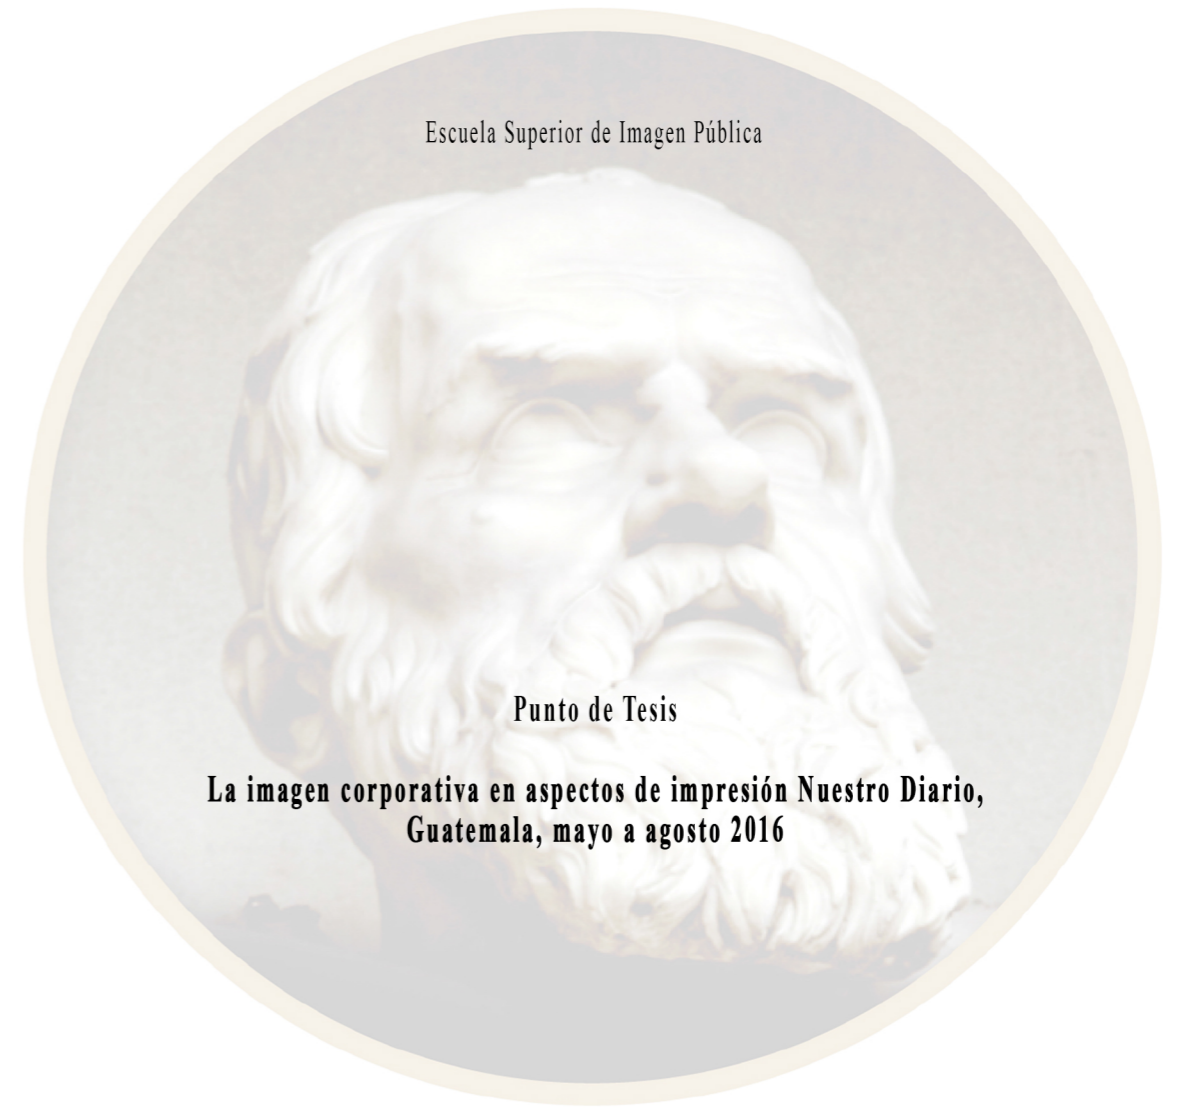 Escuela Superior de Imagen Pública
Punto de Tesis
La imagen corporativa en aspectos de impresión Nuestro Diario,
Guatemala, mayo a agosto 2016